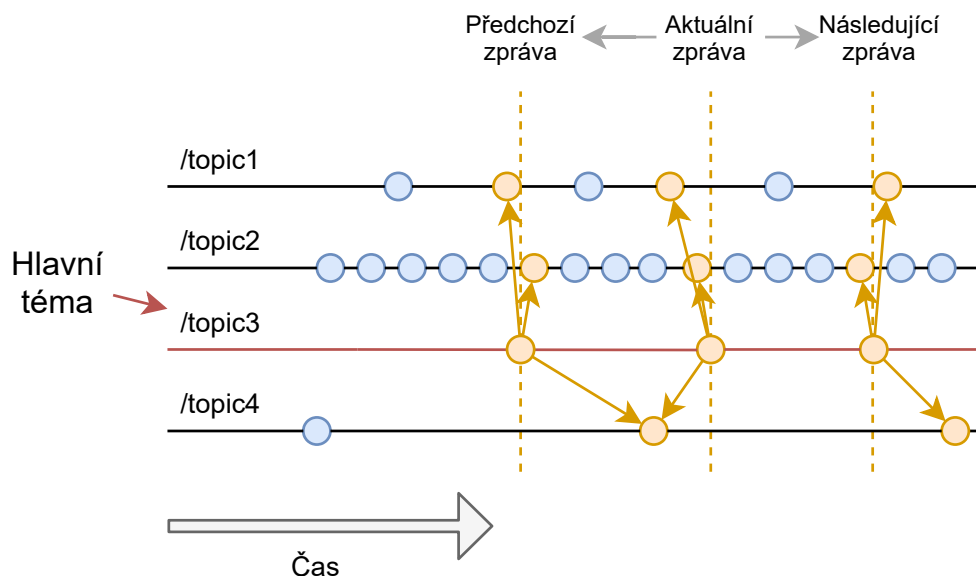 Předchozí
zpráva
Aktuální
zpráva
Následující
zpráva
/topic1
/topic2
Hlavní
téma
/topic3
/topic4
Čas